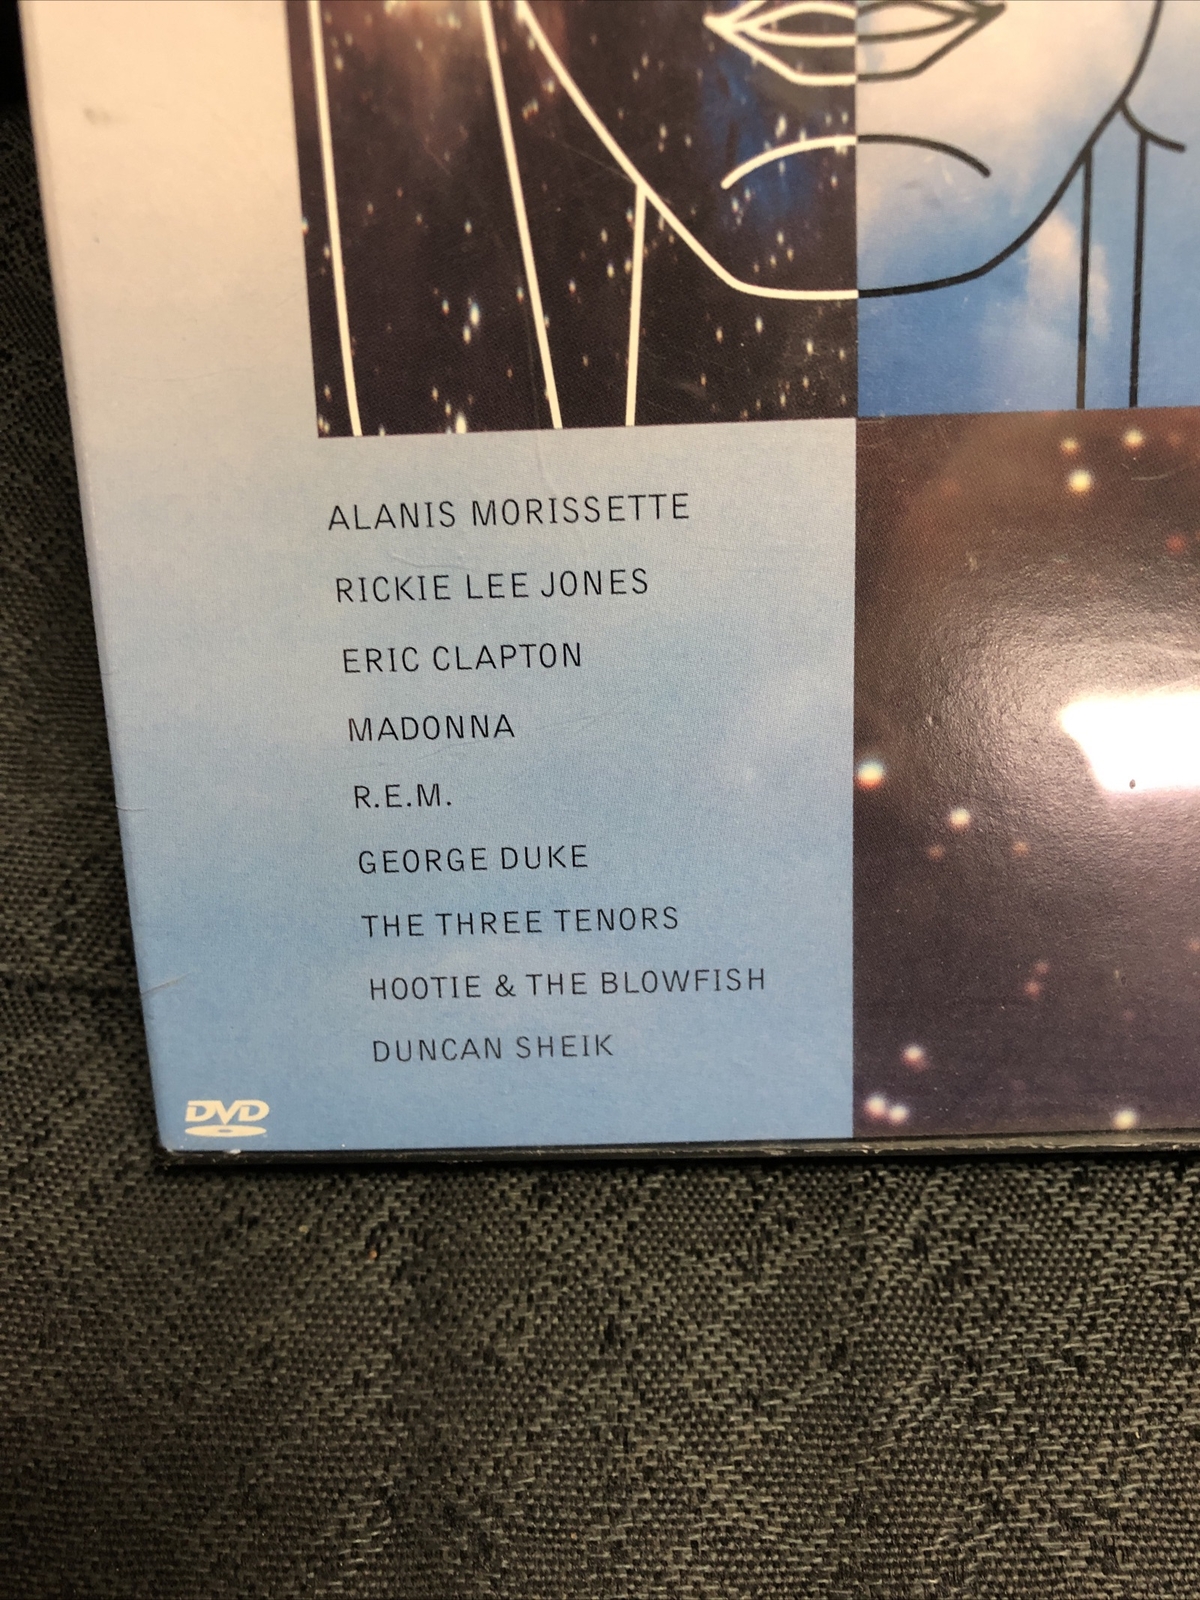 ALANIS MORISSETTE
RICKIE LEE JONES
ERIC CLAPTON
MADONNA
R.E.M.
GEORGE DUKE
THE THREE TENORS
HOOTIE & THE BLOWFISH
DUNCAN SHEIK
DVD